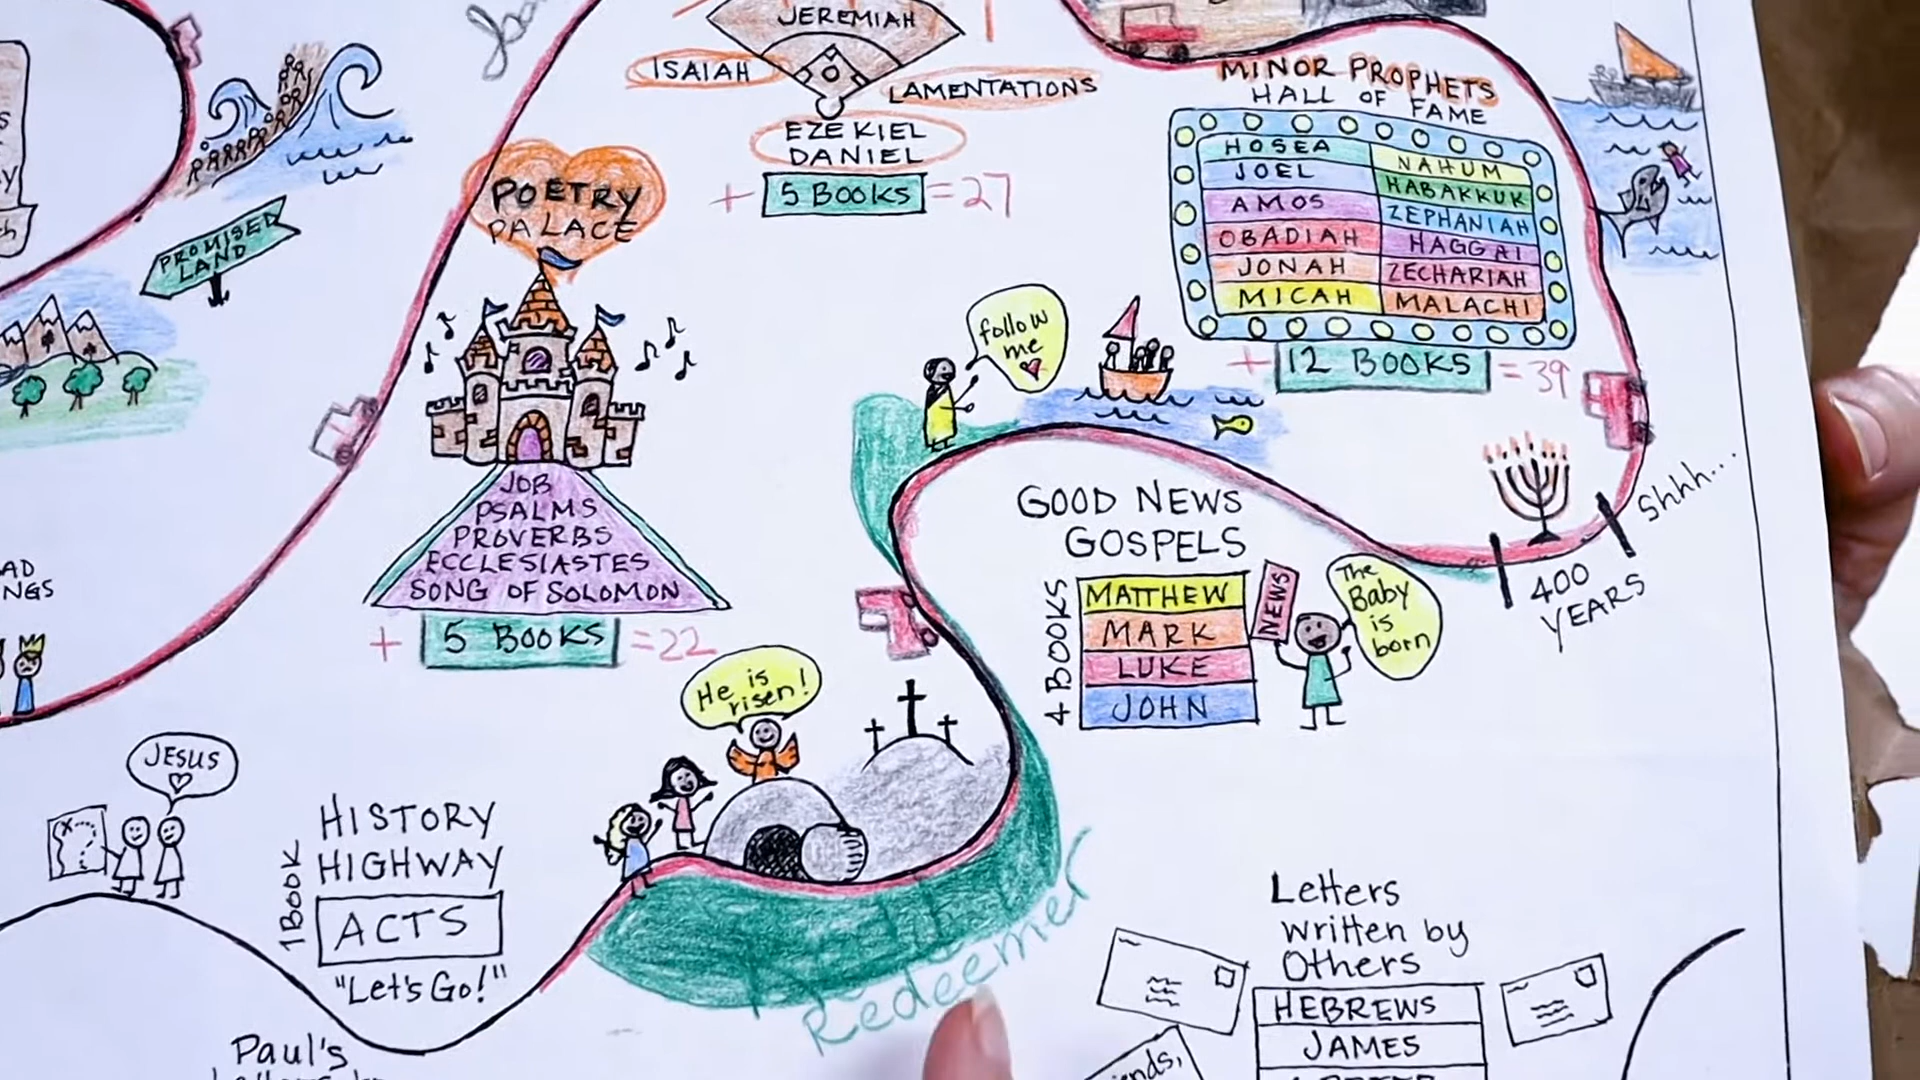 JEREMIAH
ISAIAH
LAMENTATIONS
EZEKIEL
DANIEL
+ 5 BOOKS = 27
MINOR PROPHETS
HALL OF FAME
HOSEA
JOEL
AMOS
OBADIAH
JONAH
MICAH
NAHUM
HABAKKUK
ZEPHANIAH
HAGGAI
ZECHARIAH
MALACHI
+ 12 BOOKS = 39
PROMISED
LAND
POETRY
PALACE
JOB
PSALMS
PROVERBS
ECCLESIASTES
SONG OF SOLOMON
+ 5 BOOKS = 22
follow
me
Shhh...
400
YEARS
GOOD NEWS
GOSPELS
4 BOOKS
MATTHEW
MARK
LUKE
JOHN
NEWS
The
Baby
is
born
He is
risen!
JESUS
HISTORY
HIGHWAY
1 BOOK
ACTS
"Let's Go!"
Redeemer
Paul's
Letters
written by
Others
HEBREWS
JAMES